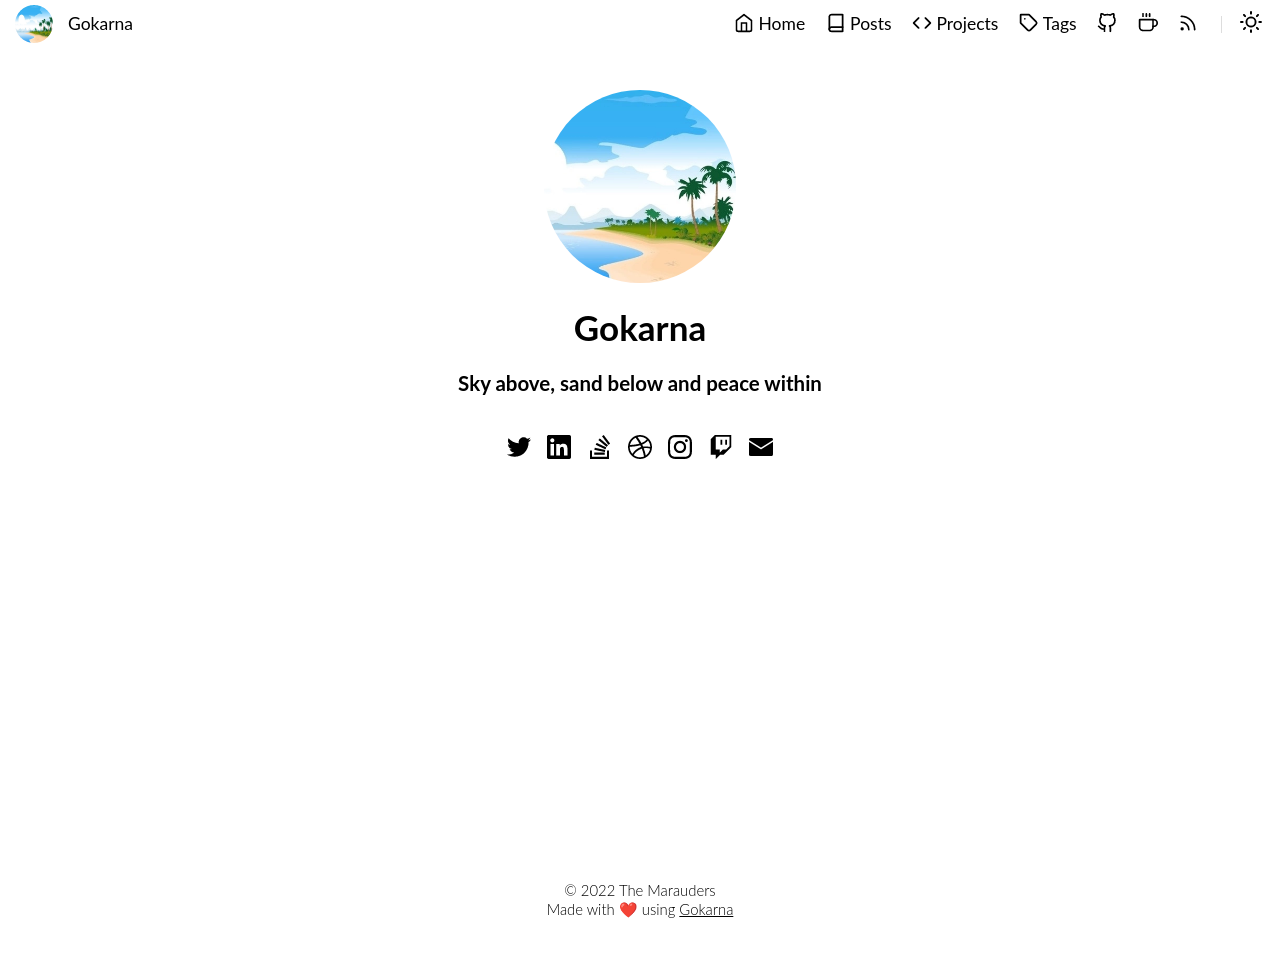 Gokarna
Home Posts Projects Tags
Gokarna
Sky above, sand below and peace within
© 2022 The Marauders
Made with ❤️ using Gokarna